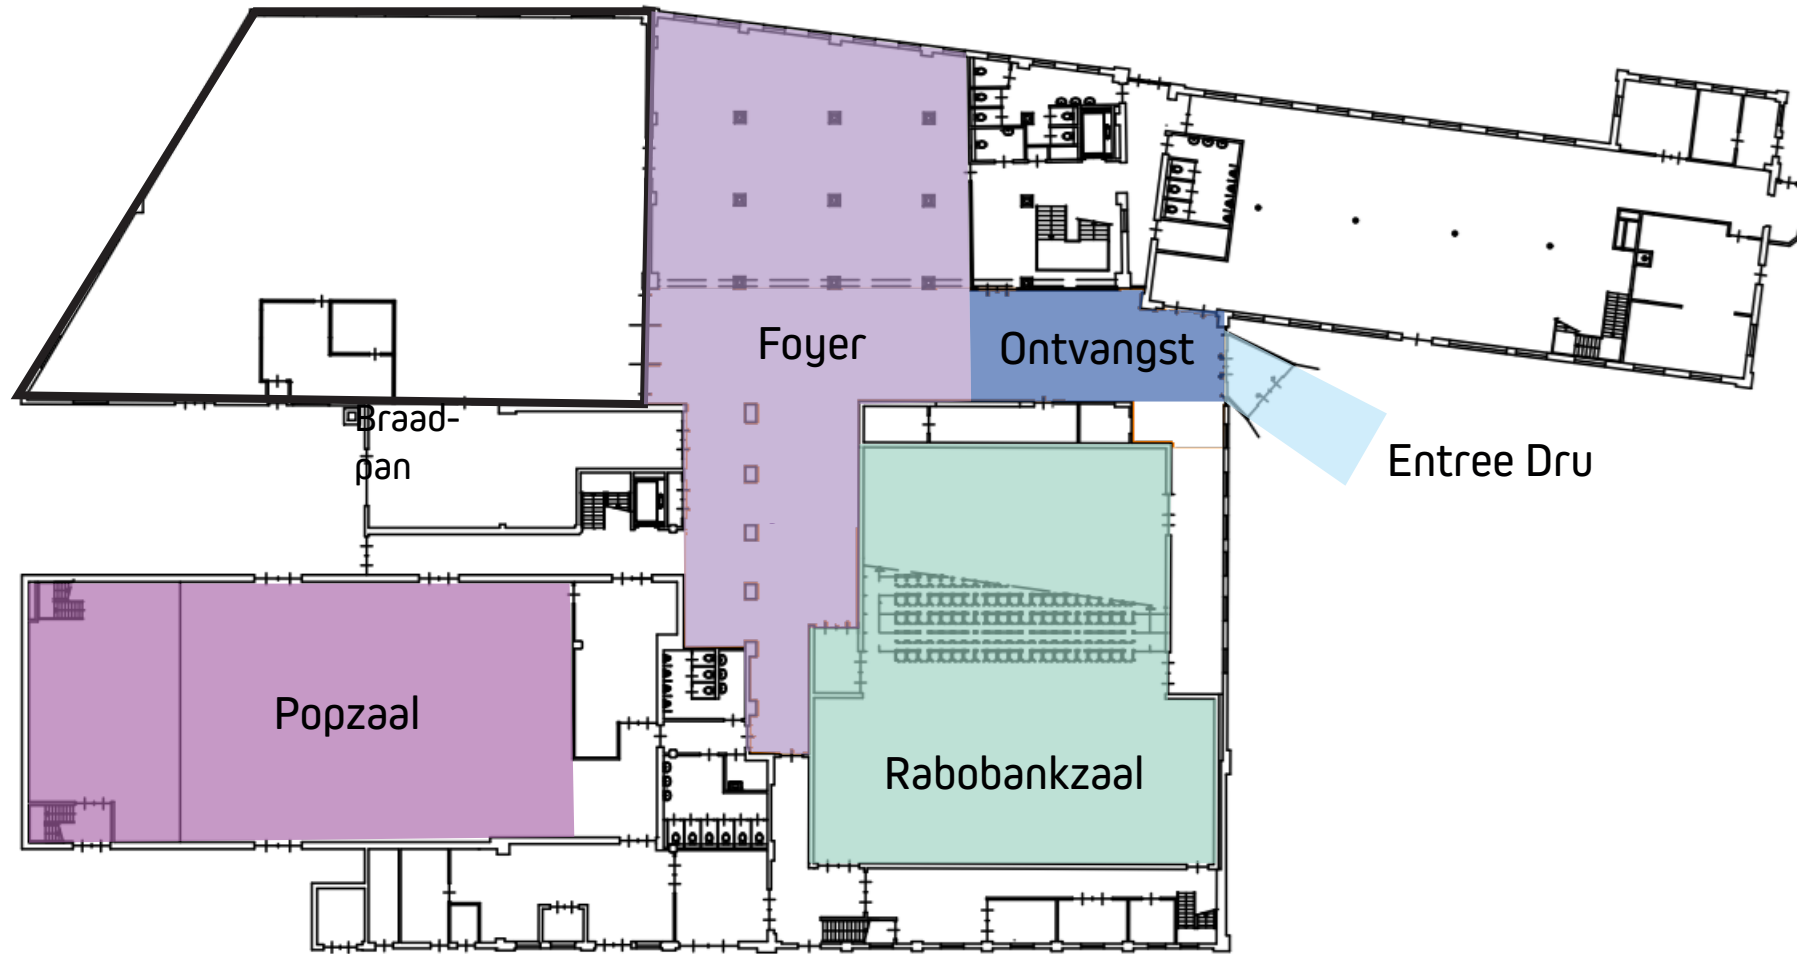 Foyer
Ontvangst
Braad-
pan
Entree Dru
Popzaal
Rabobankzaal